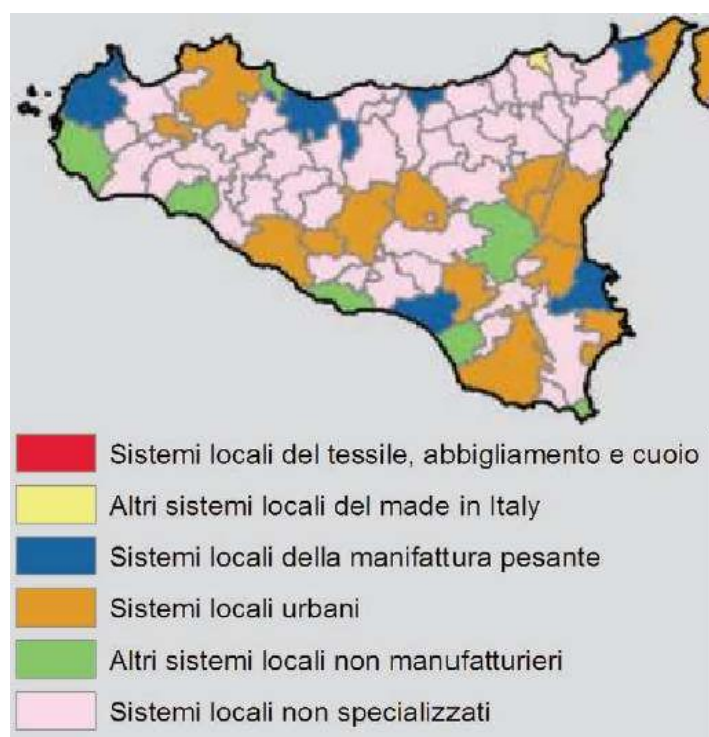 Sistemi locali del tessile, abbigliamento e cuoio
Altri sistemi locali del made in Italy
Sistemi locali della manifattura pesante
Sistemi locali urbani
Altri sistemi locali non manufatturieri
Sistemi locali non specializzati